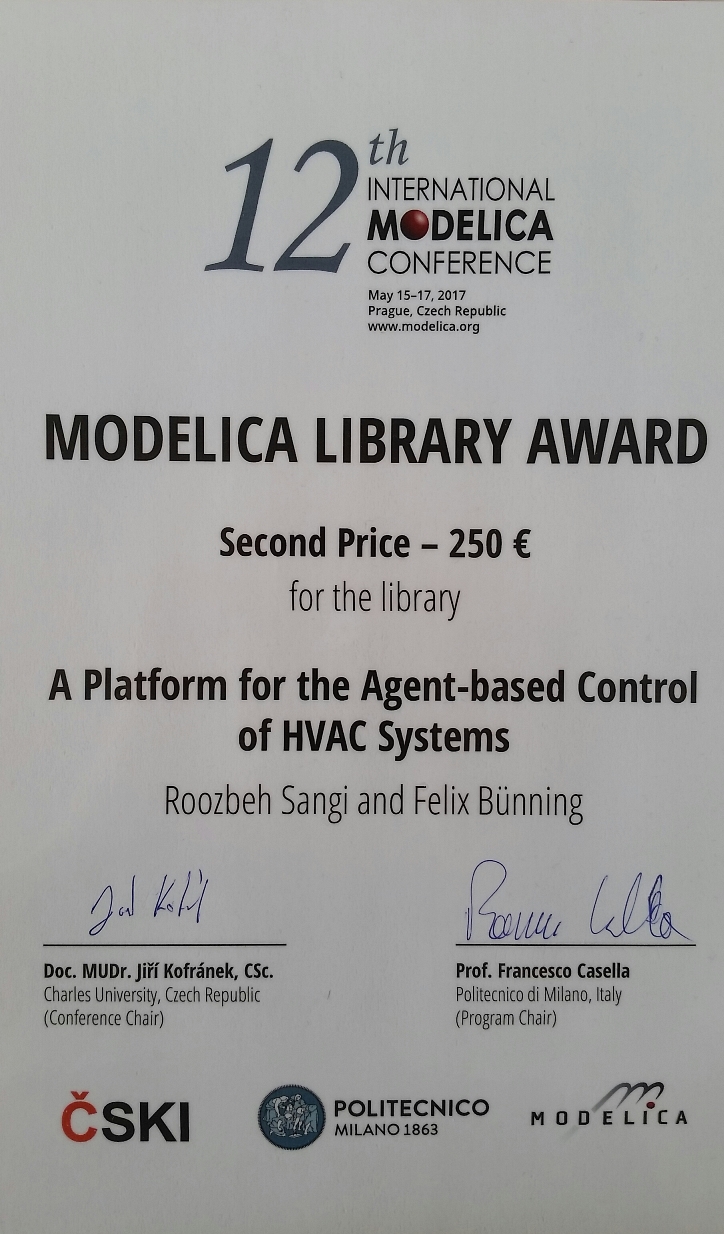 12th
INTERNATIONAL
MODELICA
CONFERENCE
May 15–17, 2017
Prague, Czech Republic
www.modelica.org
MODELICA LIBRARY AWARD
Second Price – 250 €
for the library
A Platform for the Agent-based Control
of HVAC Systems
Roozbeh Sangi and Felix Bünning
Doc. MUDr. Jiří Kofránek, CSc.
Charles University, Czech Republic
(Conference Chair)
Prof. Francesco Casella
Politecnico di Milano, Italy
(Program Chair)
ČSKI
POLITECNICO
MILANO 1863
MODELICA